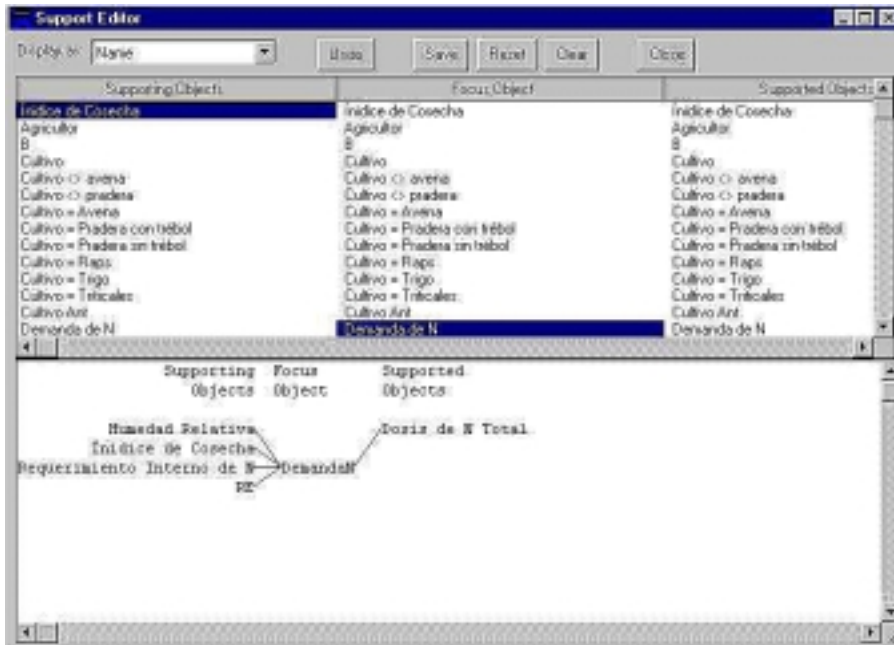 Support Editor
Display as: Name Undo Save Reset Clear Close
Supporting Objects Focus Object Supported Objects
Ínidice de Cosecha Ínidice de Cosecha Ínidice de Cosecha
Agricultor Agricultor Agricultor
B B B
Cultivo Cultivo Cultivo
Cultivo <> avena Cultivo <> avena Cultivo <> avena
Cultivo <> pradera Cultivo <> pradera Cultivo <> pradera
Cultivo = Avena Cultivo = Avena Cultivo = Avena
Cultivo = Pradera con trébol Cultivo = Pradera con trébol Cultivo = Pradera con trébol
Cultivo = Pradera sin trébol Cultivo = Pradera sin trébol Cultivo = Pradera sin trébol
Cultivo = Raps Cultivo = Raps Cultivo = Raps
Cultivo = Trigo Cultivo = Trigo Cultivo = Trigo
Cultivo = Triticales Cultivo = Triticales Cultivo = Triticales
Cultivo Ant Cultivo Ant Cultivo Ant
Demanda de N Demanda de N Demanda de N
Supporting Focus Supported
Objects Object Objects
Humedad Relativa Dosis de N Total
Ínidice de Cosecha
Requerimiento Interno de N DemandaN